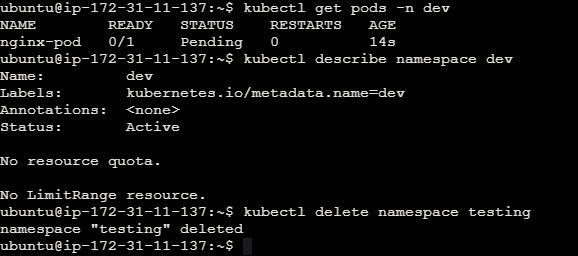 ubuntu@ip-172-31-11-137:~$ kubectl get pods -n dev
NAME        READY   STATUS    RESTARTS   AGE
nginx-pod   0/1     Pending   0          14s
ubuntu@ip-172-31-11-137:~$ kubectl describe namespace dev
Name:         dev
Labels:       kubernetes.io/metadata.name=dev
Annotations:  <none>
Status:       Active

No resource quota.

No LimitRange resource.
ubuntu@ip-172-31-11-137:~$ kubectl delete namespace testing
namespace "testing" deleted
ubuntu@ip-172-31-11-137:~$